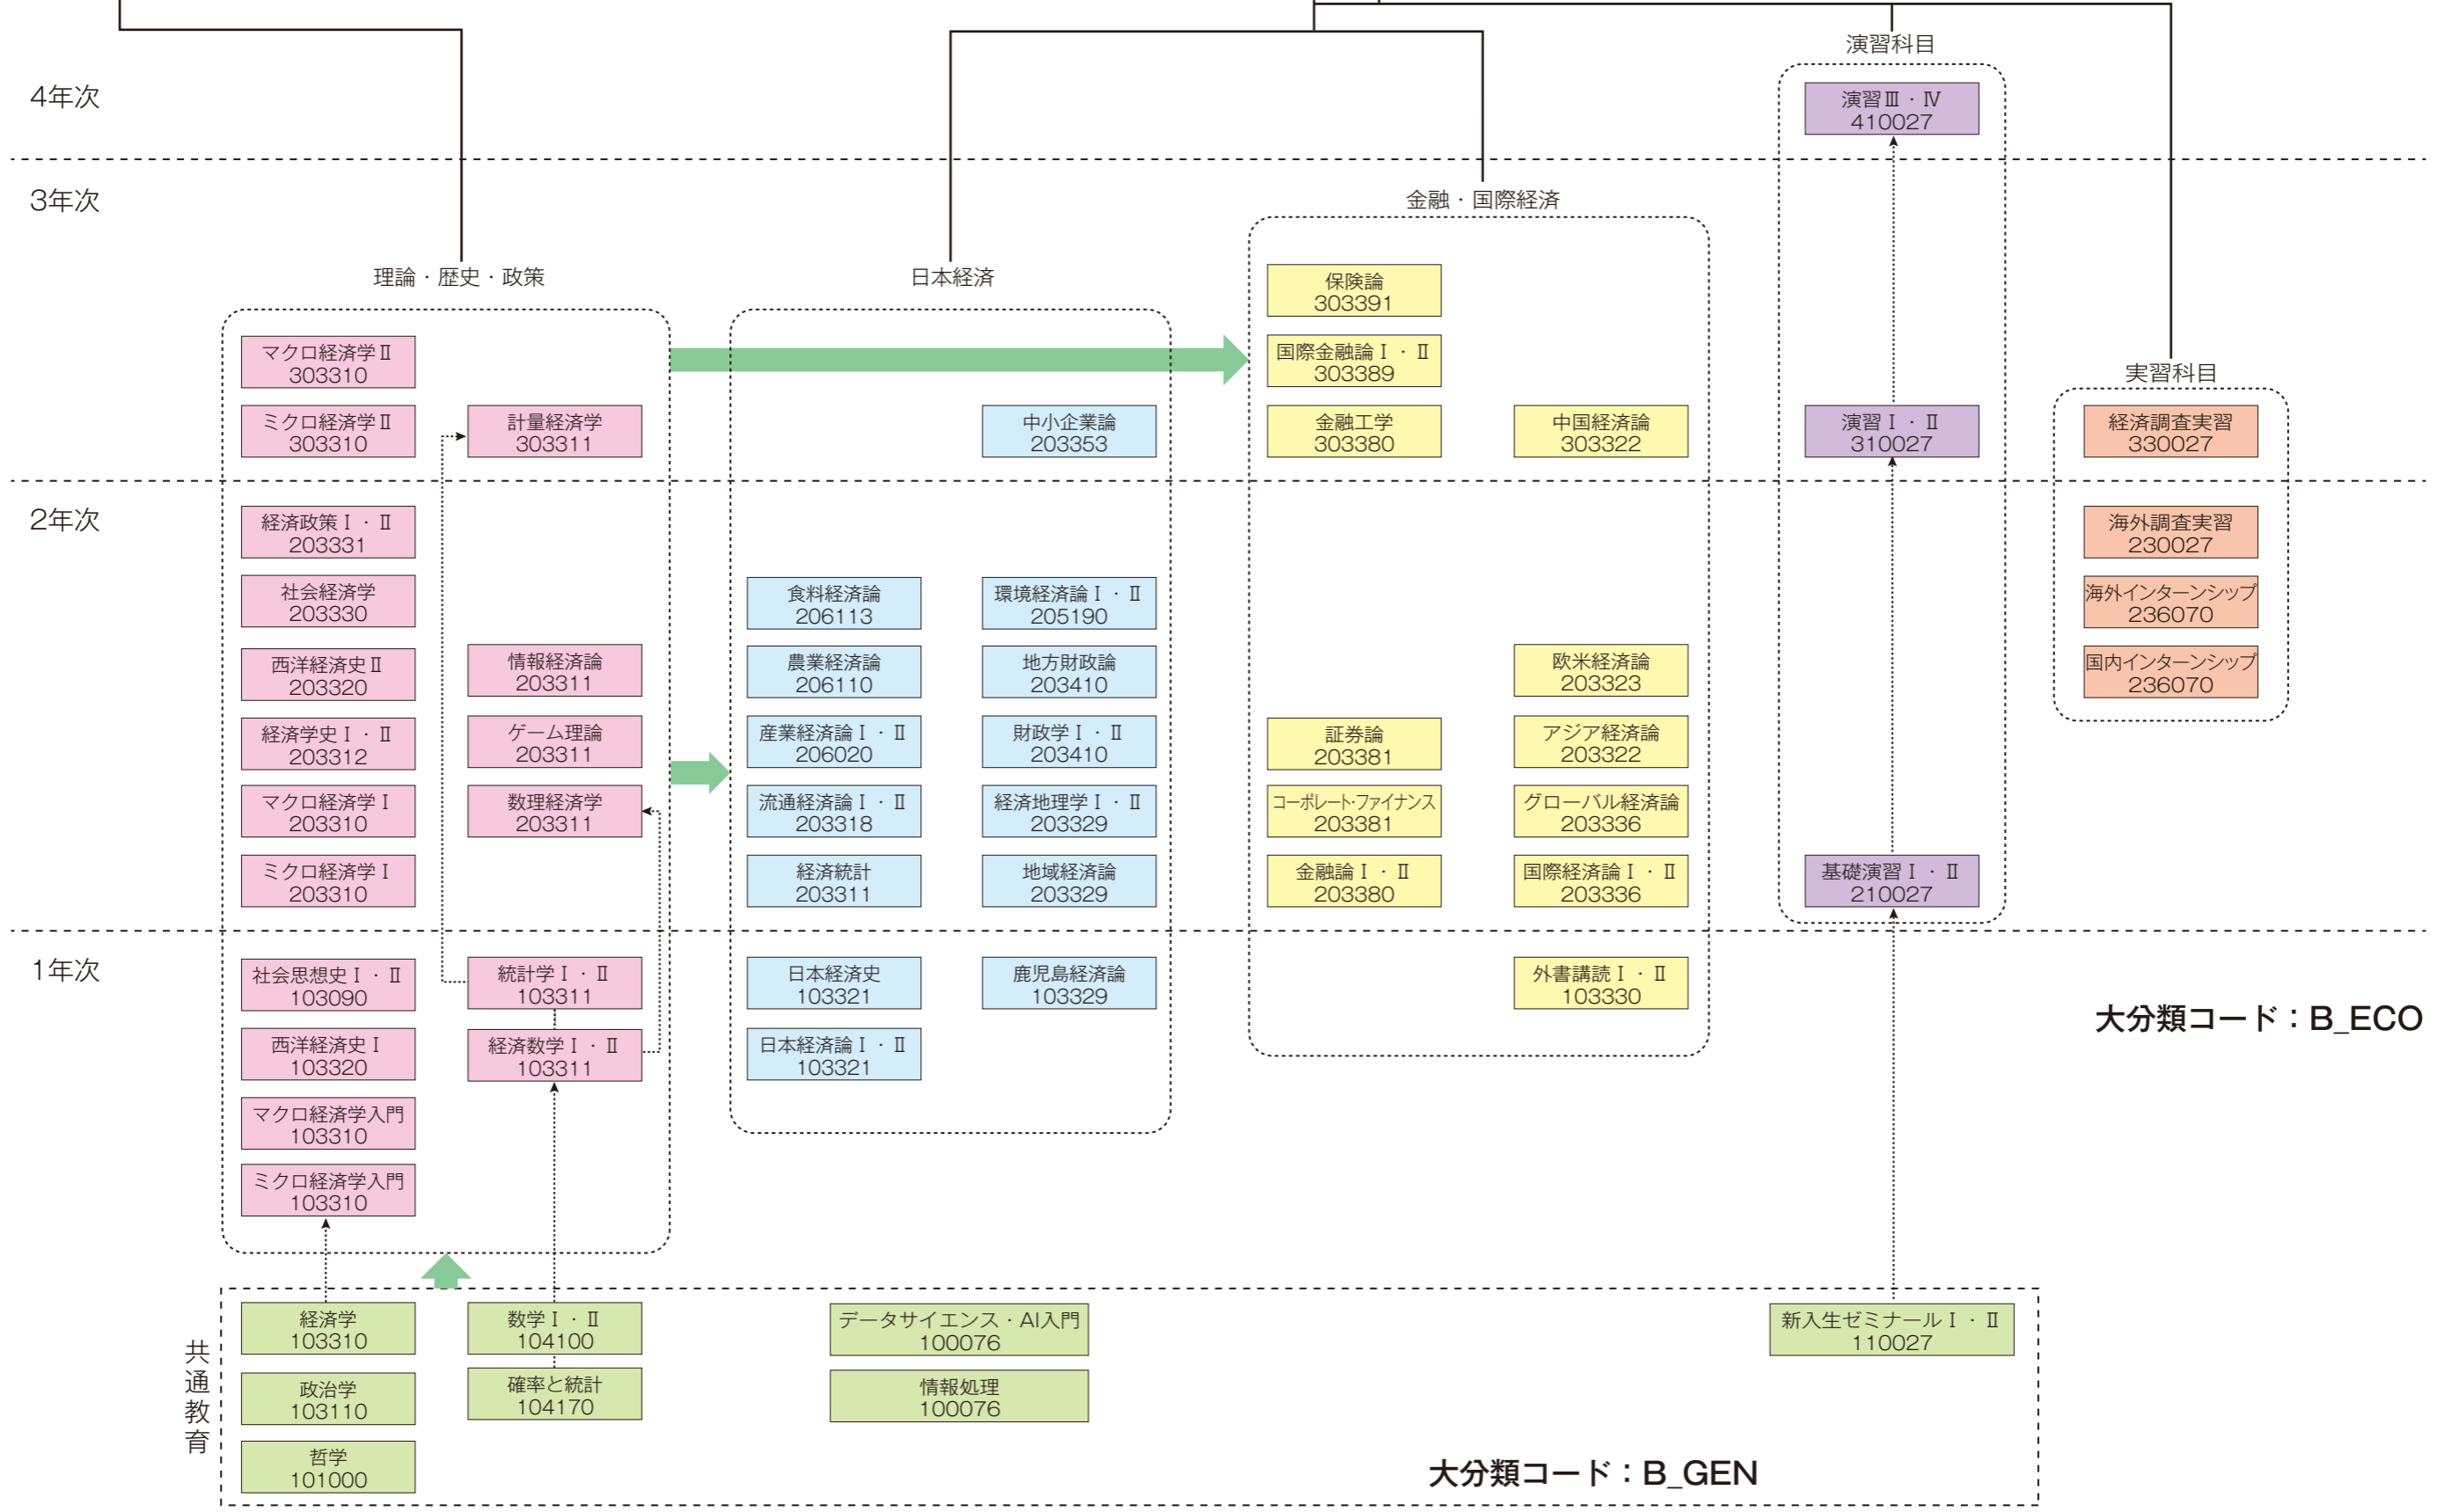 演習科目
4年次
演習Ⅲ・Ⅳ
410027
3年次
金融・国際経済
理論・歴史・政策
日本経済
保険論
303391
マクロ経済学Ⅱ
303310
国際金融論Ⅰ・Ⅱ
303389
実習科目
ミクロ経済学Ⅱ
303310
計量経済学
303311
中小企業論
203353
金融工学
303380
中国経済論
303322
演習Ⅰ・Ⅱ
310027
経済調査実習
330027
2年次
経済政策Ⅰ・Ⅱ
203331
海外調査実習
230027
社会経済学
203330
食料経済論
206113
環境経済論Ⅰ・Ⅱ
205190
海外インターンシップ
236070
西洋経済史Ⅱ
203320
情報経済論
203311
農業経済論
206110
地方財政論
203410
欧米経済論
203323
国内インターンシップ
236070
経済学史Ⅰ・Ⅱ
203312
ゲーム理論
203311
産業経済論Ⅰ・Ⅱ
206020
財政学Ⅰ・Ⅱ
203410
証券論
203381
アジア経済論
203322
マクロ経済学Ⅰ
203310
数理経済学
203311
流通経済論Ⅰ・Ⅱ
203318
経済地理学Ⅰ・Ⅱ
203329
コーポレート・ファイナンス
203381
グローバル経済論
203336
ミクロ経済学Ⅰ
203310
経済統計
203311
地域経済論
203329
金融論Ⅰ・Ⅱ
203380
国際経済論Ⅰ・Ⅱ
203336
基礎演習Ⅰ・Ⅱ
210027
1年次
社会思想史Ⅰ・Ⅱ
103090
統計学Ⅰ・Ⅱ
103311
日本経済史
103321
鹿児島経済論
103329
外書講読Ⅰ・Ⅱ
103330
大分類コード：B_ECO
西洋経済史Ⅰ
103320
経済数学Ⅰ・Ⅱ
103311
日本経済論Ⅰ・Ⅱ
103321
マクロ経済学入門
103310
ミクロ経済学入門
103310
共通教育
経済学
103310
数学Ⅰ・Ⅱ
104100
データサイエンス・AI入門
100076
新入生ゼミナールⅠ・Ⅱ
110027
政治学
103110
確率と統計
104170
情報処理
100076
哲学
101000
大分類コード：B_GEN